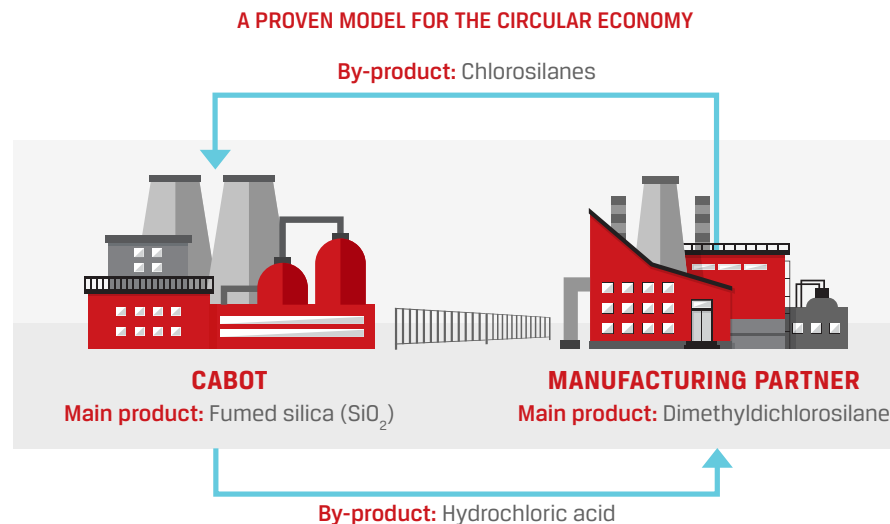 A PROVEN MODEL FOR THE CIRCULAR ECONOMY
By-product: Chlorosilanes
CABOT
Main product: Fumed silica (SiO₂)
MANUFACTURING PARTNER
Main product: Dimethyldichlorosilane
By-product: Hydrochloric acid